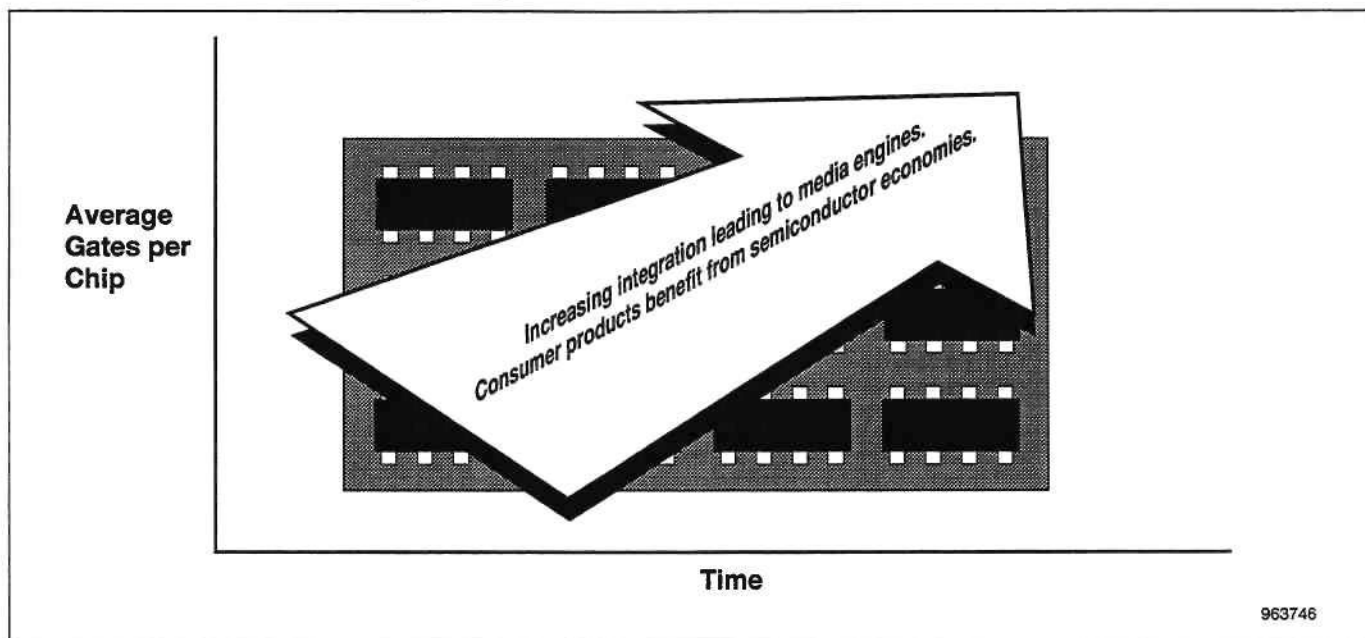 Average
Gates per
Chip
Increasing integration leading to media engines.
Consumer products benefit from semiconductor economies.
Time
963746